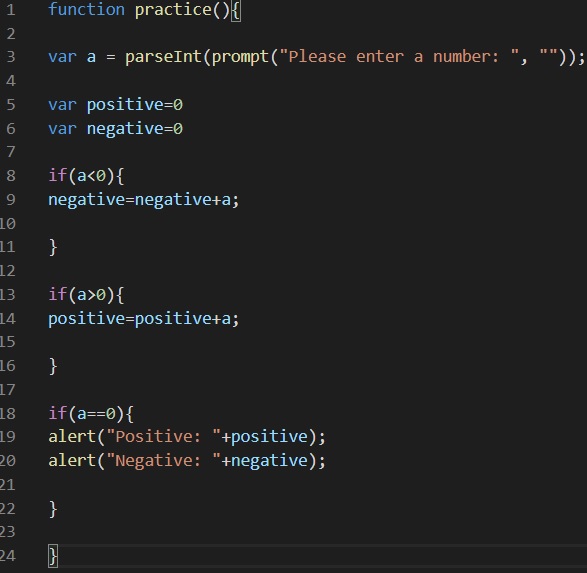 1 function practice(){
2
3 var a = parseInt(prompt("Please enter a number: ", ""));
4
5 var positive=0
6 var negative=0
7
8 if(a<0){
9 negative=negative+a;
10
11 }
12
13 if(a>0){
14 positive=positive+a;
15
16 }
17
18 if(a==0){
19 alert("Positive: "+positive);
20 alert("Negative: "+negative);
21
22 }
23
24 }